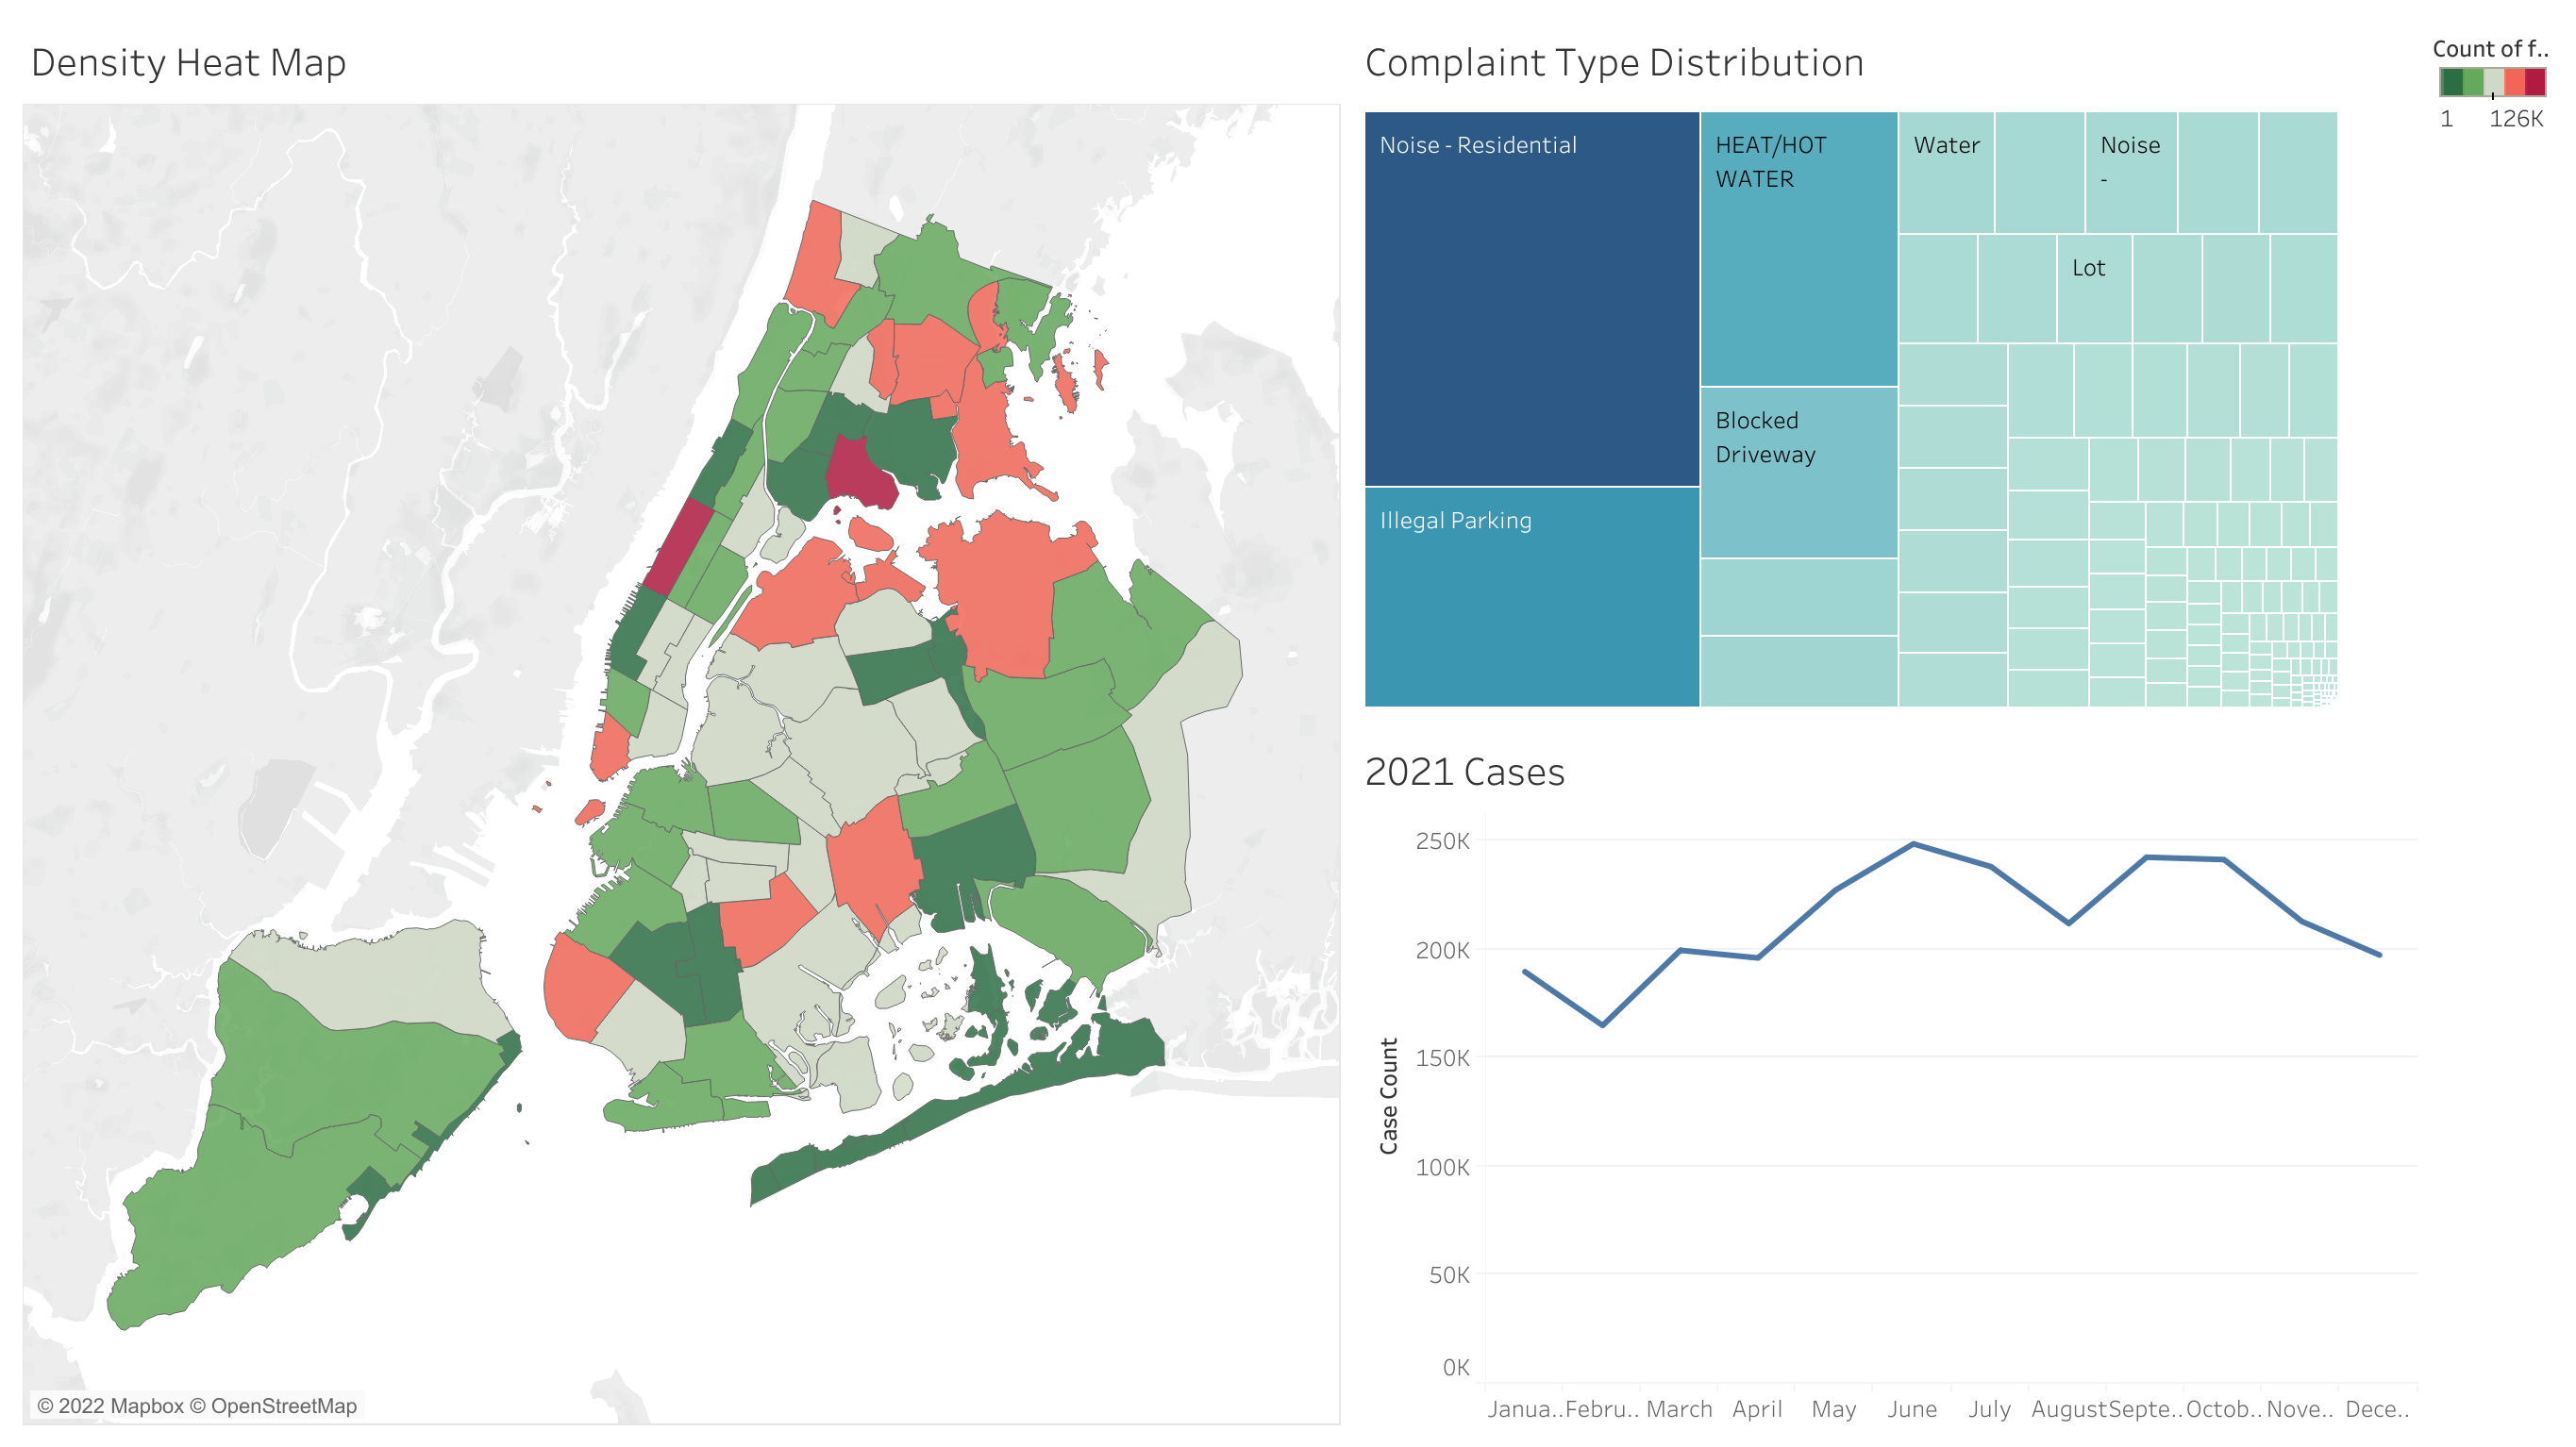 Density Heat Map
© 2022 Mapbox © OpenStreetMap
Complaint Type Distribution
Noise - Residential
Illegal Parking
HEAT/HOT
WATER
Blocked
Driveway
Water
Noise
-
Lot
Count of f..
1 126K
2021 Cases
Case Count
250K
200K
150K
100K
50K
0K
Janua.. Febru.. March April May June July August Septe.. Octob.. Nove.. Dece..